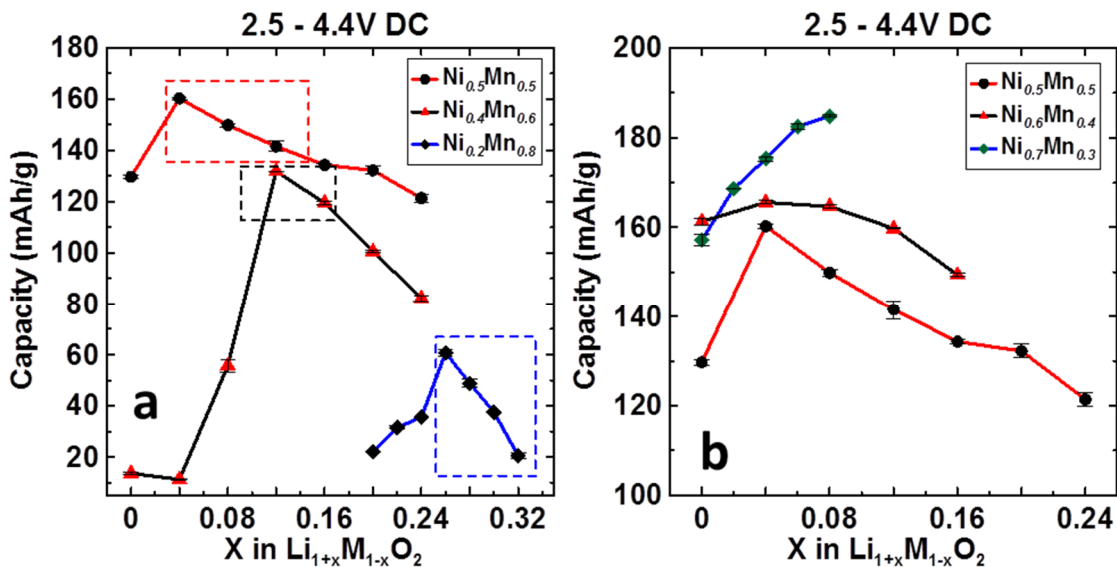 2.5 - 4.4V DC
Capacity (mAh/g)
180
160
140
120
100
80
60
40
20
0
0.08
0.16
0.24
0.32
X in Li₁₊ₓM₁₋ₓO₂
Ni₀.₅Mn₀.₅
Ni₀.₄Mn₀.₆
Ni₀.₂Mn₀.₈
a
2.5 - 4.4V DC
Capacity (mAh/g)
200
180
160
140
120
100
0
0.08
0.16
0.24
X in Li₁₊ₓM₁₋ₓO₂
Ni₀.₅Mn₀.₅
Ni₀.₆Mn₀.₄
Ni₀.₇Mn₀.₃
b